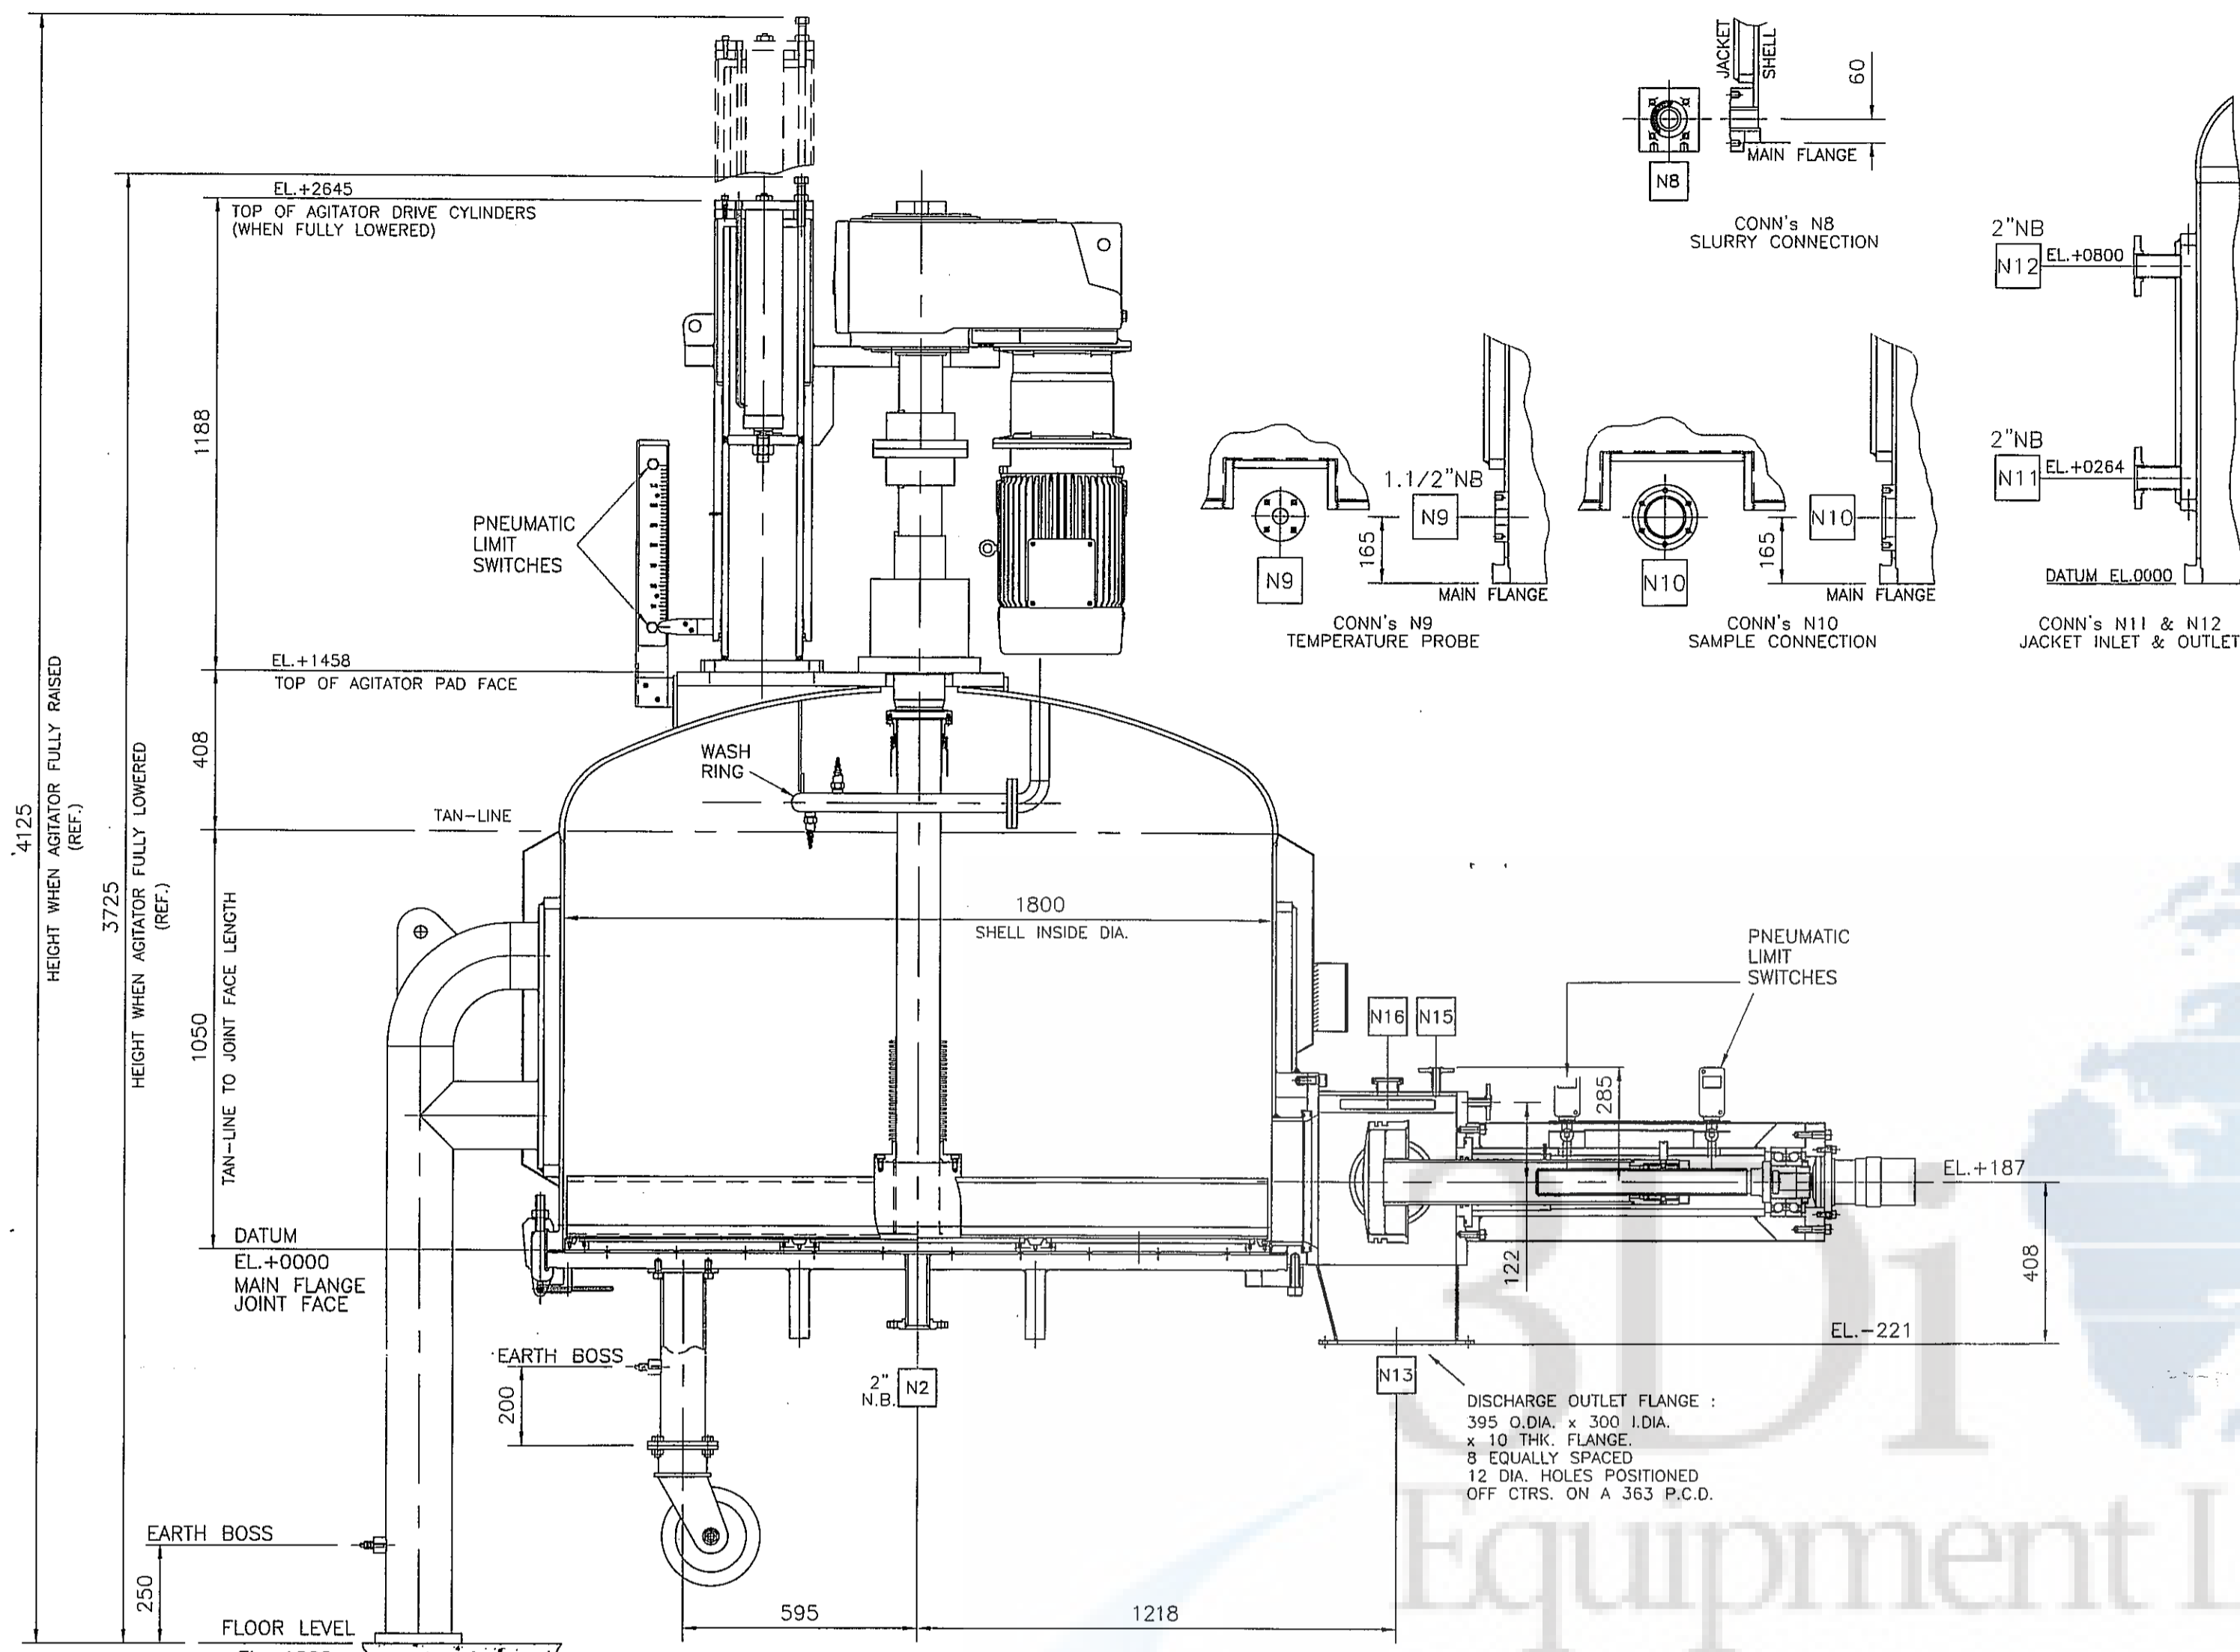 4125
HEIGHT WHEN AGITATOR FULLY RAISED
(REF.)
3725
HEIGHT WHEN AGITATOR FULLY LOWERED
(REF.)
EL.+2645
TOP OF AGITATOR DRIVE CYLINDERS
(WHEN FULLY LOWERED)
1188
PNEUMATIC
LIMIT
SWITCHES
EL.+1458
TOP OF AGITATOR PAD FACE
408
WASH
RING
TAN-LINE
1050
TAN-LINE TO JOINT FACE LENGTH
1800
SHELL INSIDE DIA.
DATUM
EL.+0000
MAIN FLANGE
JOINT FACE
EARTH BOSS
200
2"
N.B.
N2
EARTH BOSS
250
FLOOR LEVEL
595
1218
JACKET
SHELL
60
MAIN FLANGE
N8
CONN's N8
SLURRY CONNECTION
1.1/2"NB
N9
N9
165
MAIN FLANGE
CONN's N9
TEMPERATURE PROBE
N10
N10
165
MAIN FLANGE
CONN's N10
SAMPLE CONNECTION
2"NB
N12
EL.+0800
2"NB
N11
EL.+0264
DATUM EL.0000
CONN's N11 & N12
JACKET INLET & OUTLET
PNEUMATIC
LIMIT
SWITCHES
N16
N15
285
EL.+187
122
408
EL.-221
N13
DISCHARGE OUTLET FLANGE :
395 O.DIA. x 300 I.DIA.
x 10 THK. FLANGE.
8 EQUALLY SPACED
12 DIA. HOLES POSITIONED
OFF CTRS. ON A 363 P.C.D.
3Di
Equipment